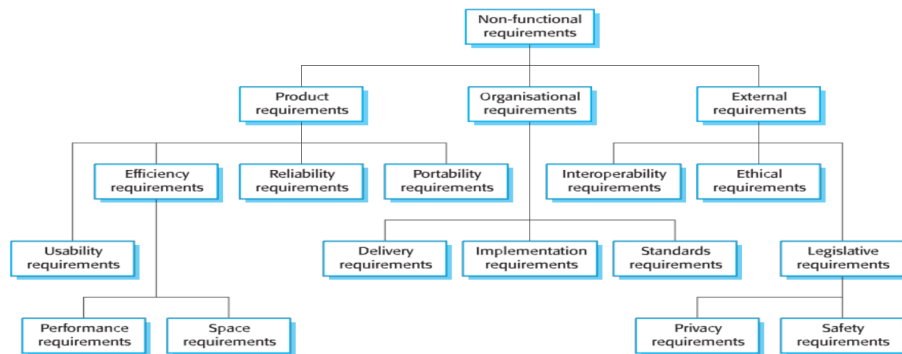 Non-functional
requirements
Product
requirements
Organisational
requirements
External
requirements
Efficiency
requirements
Reliability
requirements
Portability
requirements
Interoperability
requirements
Ethical
requirements
Usability
requirements
Delivery
requirements
Implementation
requirements
Standards
requirements
Legislative
requirements
Performance
requirements
Space
requirements
Privacy
requirements
Safety
requirements